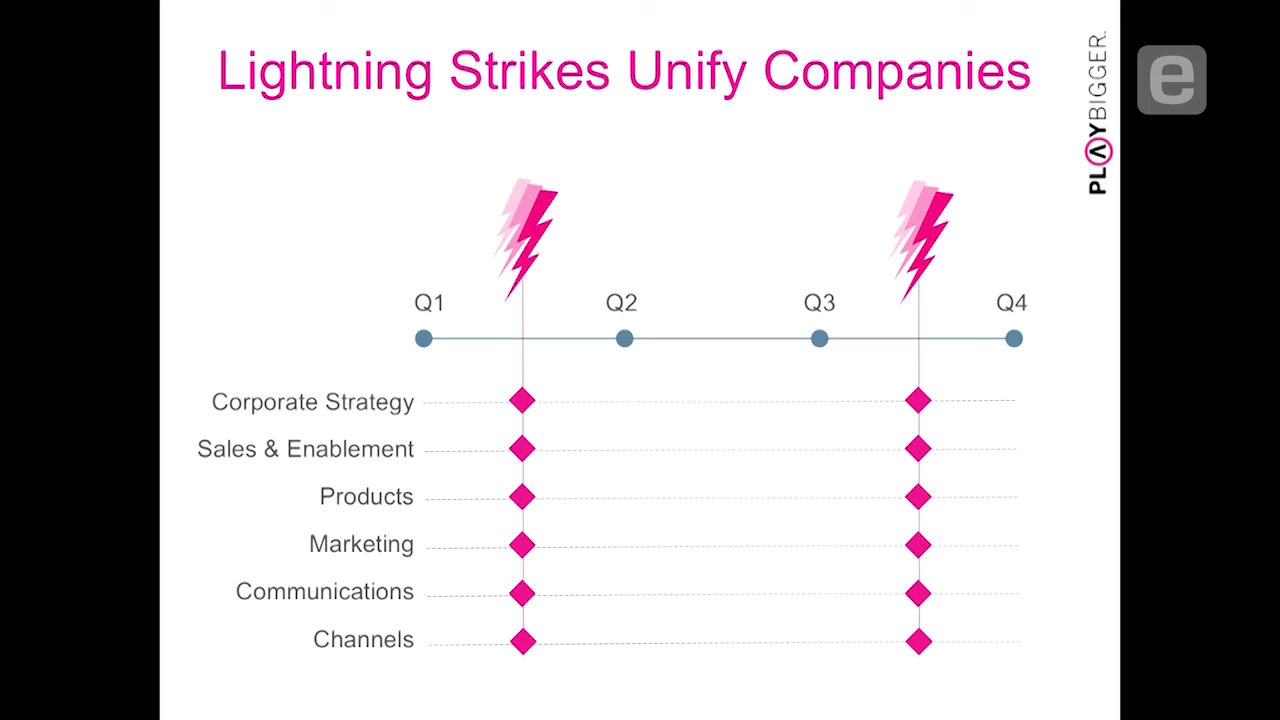 Lightning Strikes Unify Companies
PLAYBIGGER.
e
Q1 Q2 Q3 Q4
Corporate Strategy
Sales & Enablement
Products
Marketing
Communications
Channels